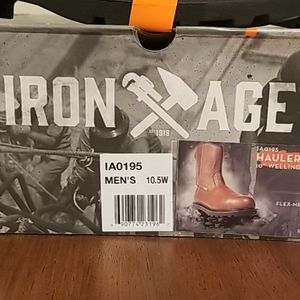 IRON AGE
EST 1918
IA0195
MEN'S 10.5W
IA0195
HAULER
10" WELLING
FLEX-ME